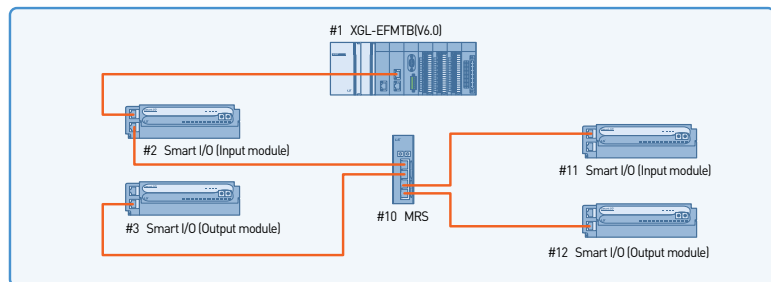 #1 XGL-EFMTB(V6.0)
#2 Smart I/O (Input module)
#3 Smart I/O (Output module)
#10 MRS
#11 Smart I/O (Input module)
#12 Smart I/O (Output module)